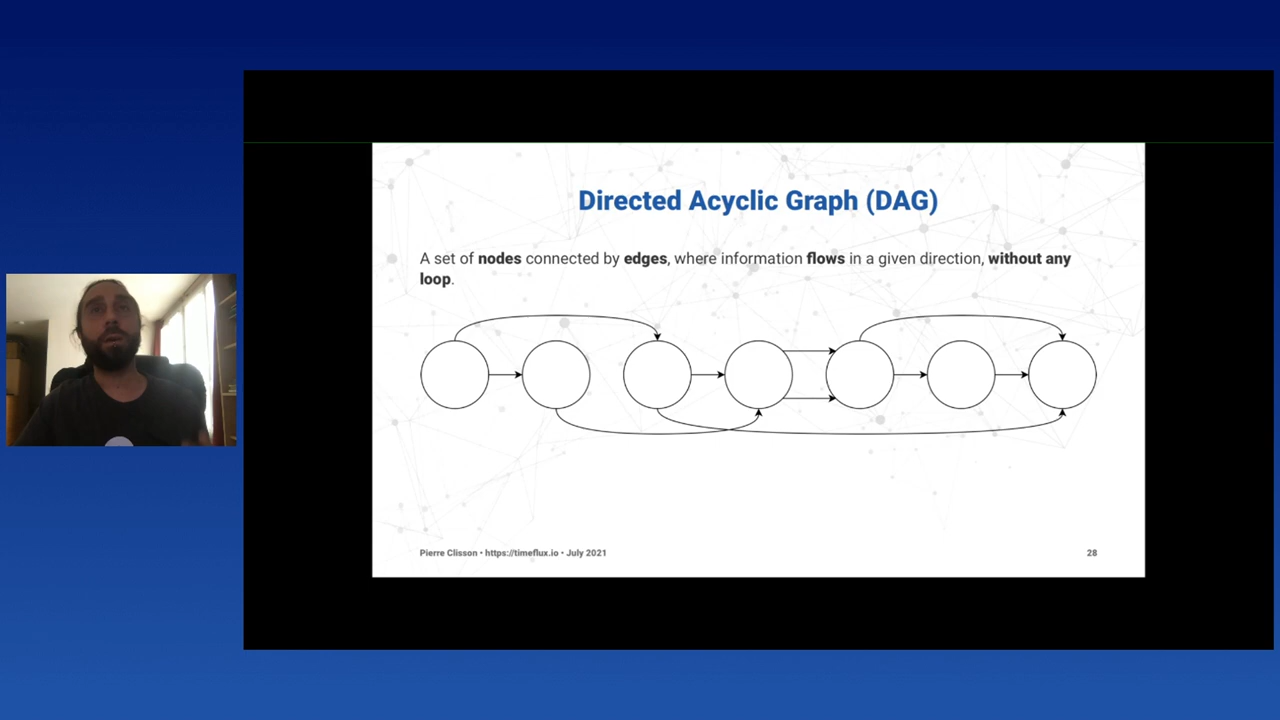 Directed Acyclic Graph (DAG)
A set of nodes connected by edges, where information flows in a given direction, without any
loop.
Pierre Clisson • https://timeflux.io • July 2021
28